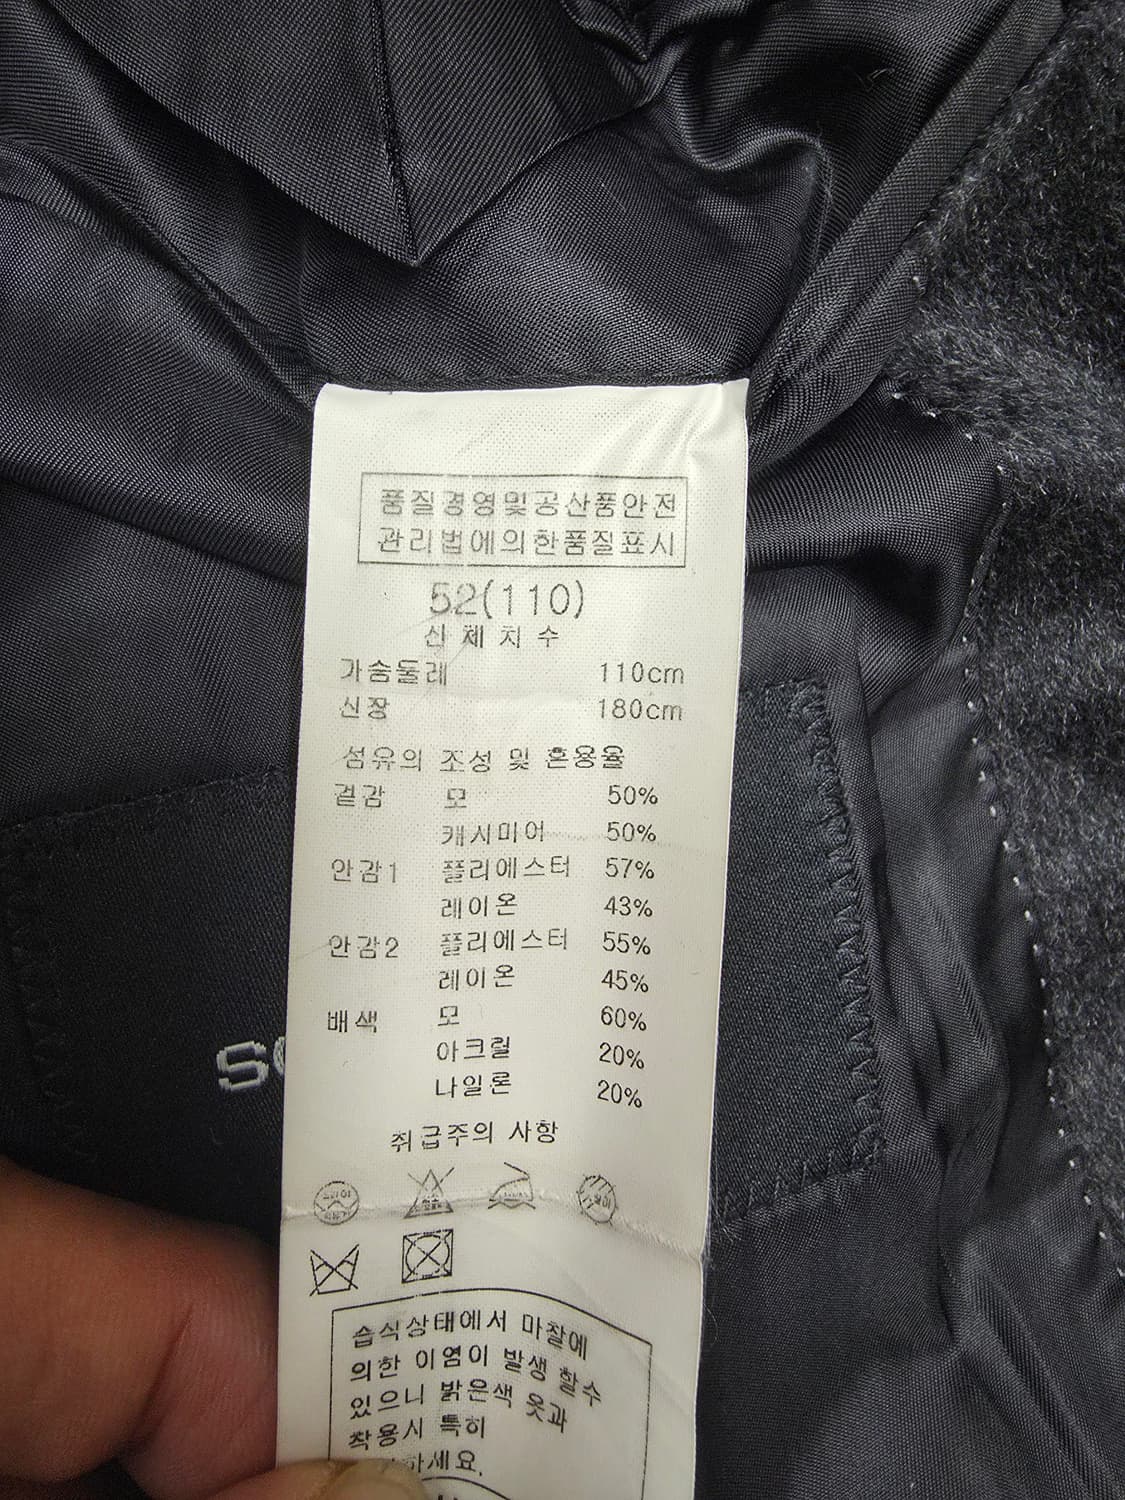 품질경영및공산품안전
관리법에의한품질표시
52(110)
신체치수
가슴둘레 110cm
신장 180cm
섬유의 조성 및 혼용율
겉감 모 50%
캐시미어 50%
안감1 폴리에스터 57%
레이온 43%
안감2 폴리에스터 55%
레이온 45%
배색 모 60%
아크릴 20%
나일론 20%
취급주의 사항
습식상태에서 마찰에
의한 이염이 발생 할수
있으니 밝은색 옷과
착용시 특히
하세요.